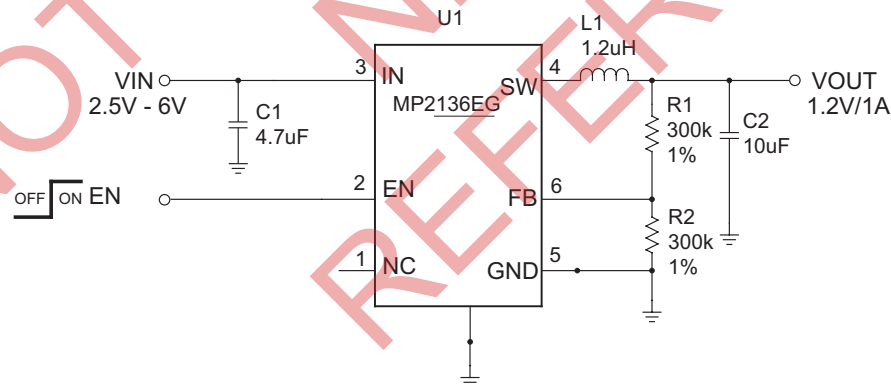 U1
L1
1.2uH
VIN
2.5V - 6V
3
IN
MP2136EG
SW
4
VOUT
1.2V/1A
C1
4.7uF
R1
300k
1%
C2
10uF
OFF
ON
EN
2
EN
FB
6
R2
300k
1%
1
NC
GND
5
NOT
REFER